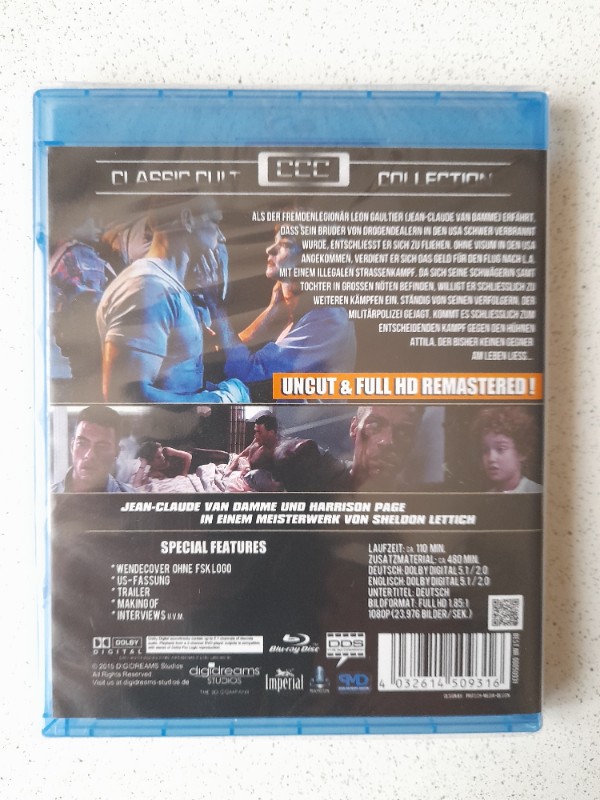 CLASSIC CULT CCC COLLECTION
ALS DER FREMDENLEGIONÄR LEON GAULTIER (JEAN-CLAUDE VAN DAMME) ERFÄHRT,
DASS SEIN BRUDER VON DROGENDEALERN IN DEN USA SCHWER VERBRANNT
WURDE, ENTSCHLIESST ER SICH ZU FLIEHEN. OHNE VISUM IN DEN USA
ANGEKOMMEN, VERDIENT ER SICH DAS GELD FÜR DEN FLUG NACH L.A.
MIT EINEM ILLEGALEN STRASSENKAMPF. DA SICH SEINE SCHWÄGERIN SAMT
TOCHTER IN GROSSEN NÖTEN BEFINDEN, WILLIGT ER SCHLIESSLICH ZU
WEITEREN KÄMPFEN EIN. STÄNDIG VON SEINEN VERFOLGERN, DER
MILITÄRPOLIZEI GEJAGT, KOMMT ES SCHLIESSLICH ZUM
ENTSCHEIDENDEN KAMPF GEGEN DEN HÜHNEN
ATTILA, DER BISHER KEINEN GEGNER
AM LEBEN LIESS...
UNCUT & FULL HD REMASTERED !
JEAN-CLAUDE VAN DAMME UND HARRISON PAGE
IN EINEM MEISTERWERK VON SHELDON LETTICH
SPECIAL FEATURES
* WENDECOVER OHNE FSK LOGO
* US-FASSUNG
* TRAILER
* MAKING OF
* INTERVIEWS U.V.M.
LAUFZEIT: CA. 110 MIN.
ZUSATZMATERIAL: CA. 480 MIN.
DEUTSCH: DOLBY DIGITAL 5.1 / 2.0
ENGLISCH: DOLBY DIGITAL 5.1 / 2.0
UNTERTITEL: DEUTSCH
BILDFORMAT: FULL HD 1.85:1
1080P (23,976 BILDER/SEK.)
DOLBY
DIGITAL
Blu-ray Disc
DDS
© 2015 DIGIDREAMS Studios
All Rights Reserved
Visit us at digidreams-studios.de
digidreams
STUDIOS
Imperial
CMD
4 032614 509316